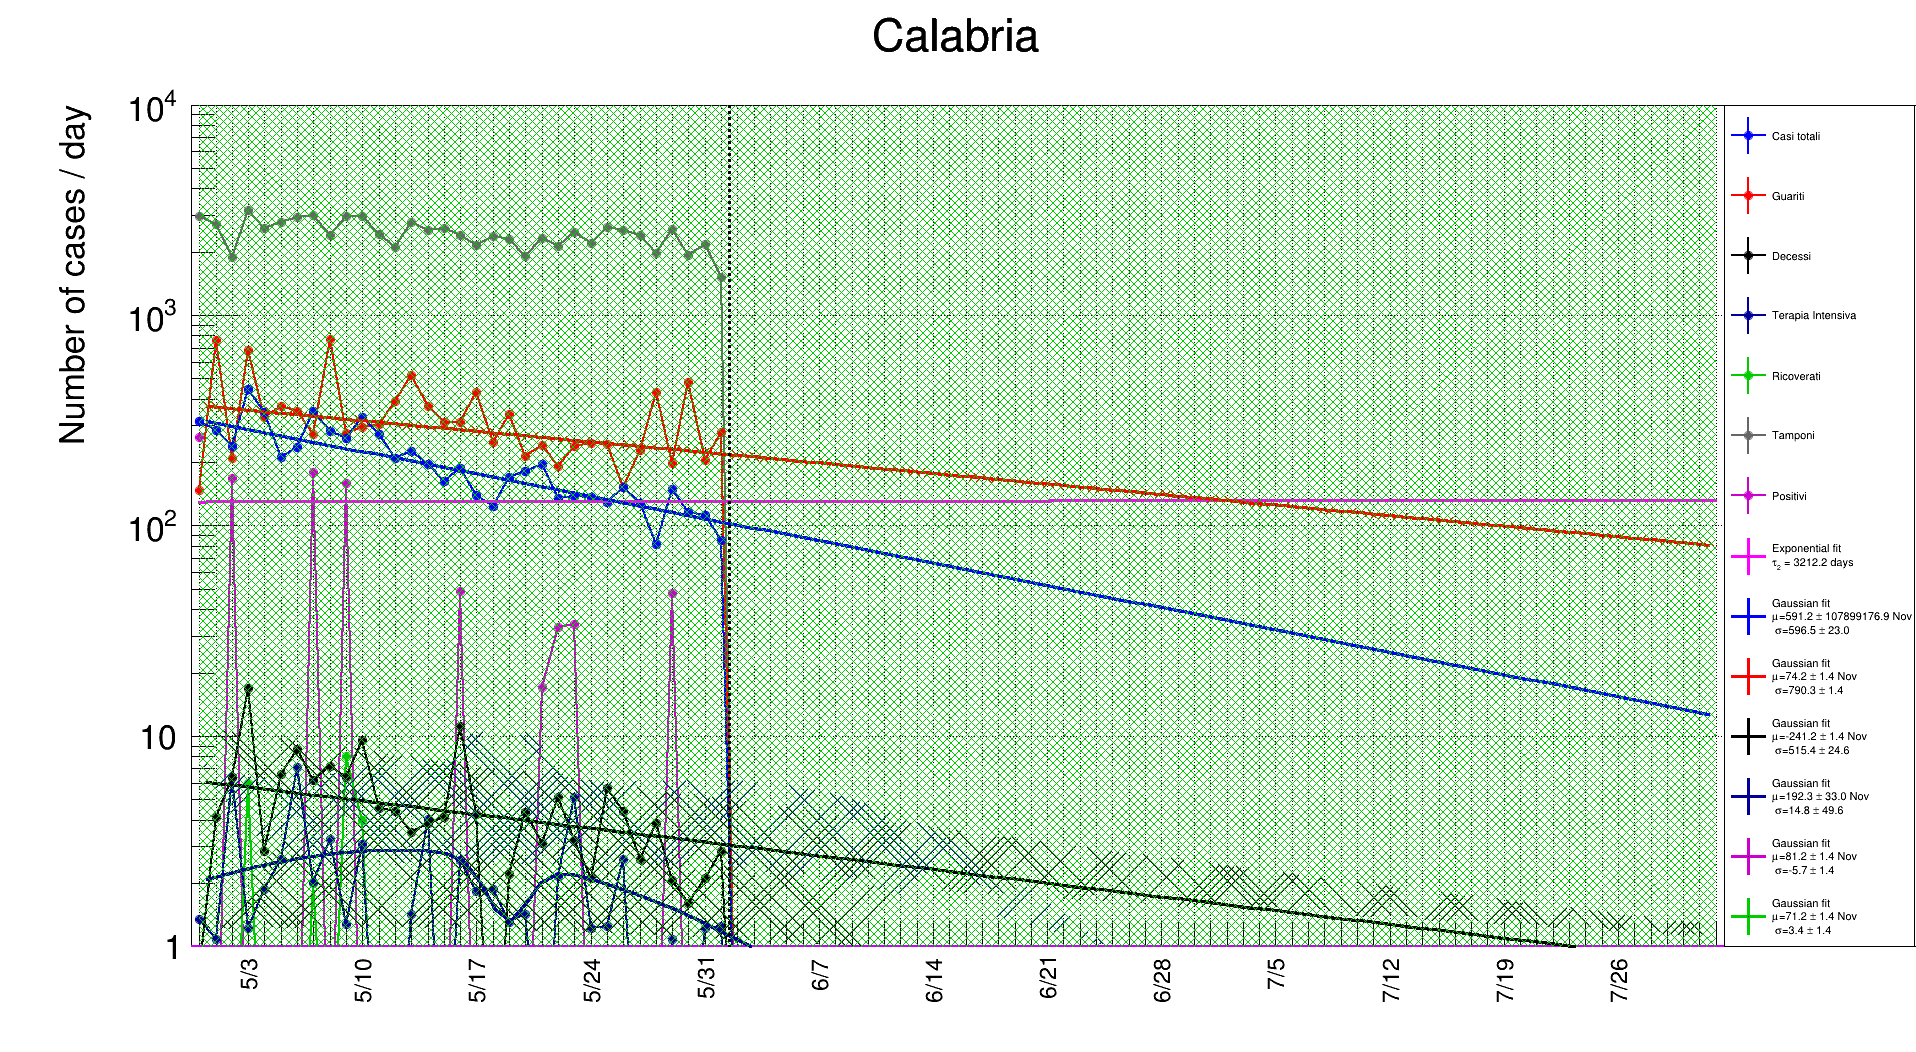 Calabria
Number of cases / day
10⁴
10³
10²
10
1
5/3
5/10
5/17
5/24
5/31
6/7
6/14
6/21
6/28
7/5
7/12
7/19
7/26
Casi totali
Guariti
Decessi
Terapia Intensiva
Ricoverati
Tamponi
Positivi
Exponential fit
τ₂ = 3212.2 days
Gaussian fit
μ=591.2 ± 107899176.9 Nov
σ=596.5 ± 23.0
Gaussian fit
μ=74.2 ± 1.4 Nov
σ=790.3 ± 1.4
Gaussian fit
μ=-241.2 ± 1.4 Nov
σ=515.4 ± 24.6
Gaussian fit
μ=192.3 ± 33.0 Nov
σ=14.8 ± 49.6
Gaussian fit
μ=81.2 ± 1.4 Nov
σ=-5.7 ± 1.4
Gaussian fit
μ=71.2 ± 1.4 Nov
σ=3.4 ± 1.4